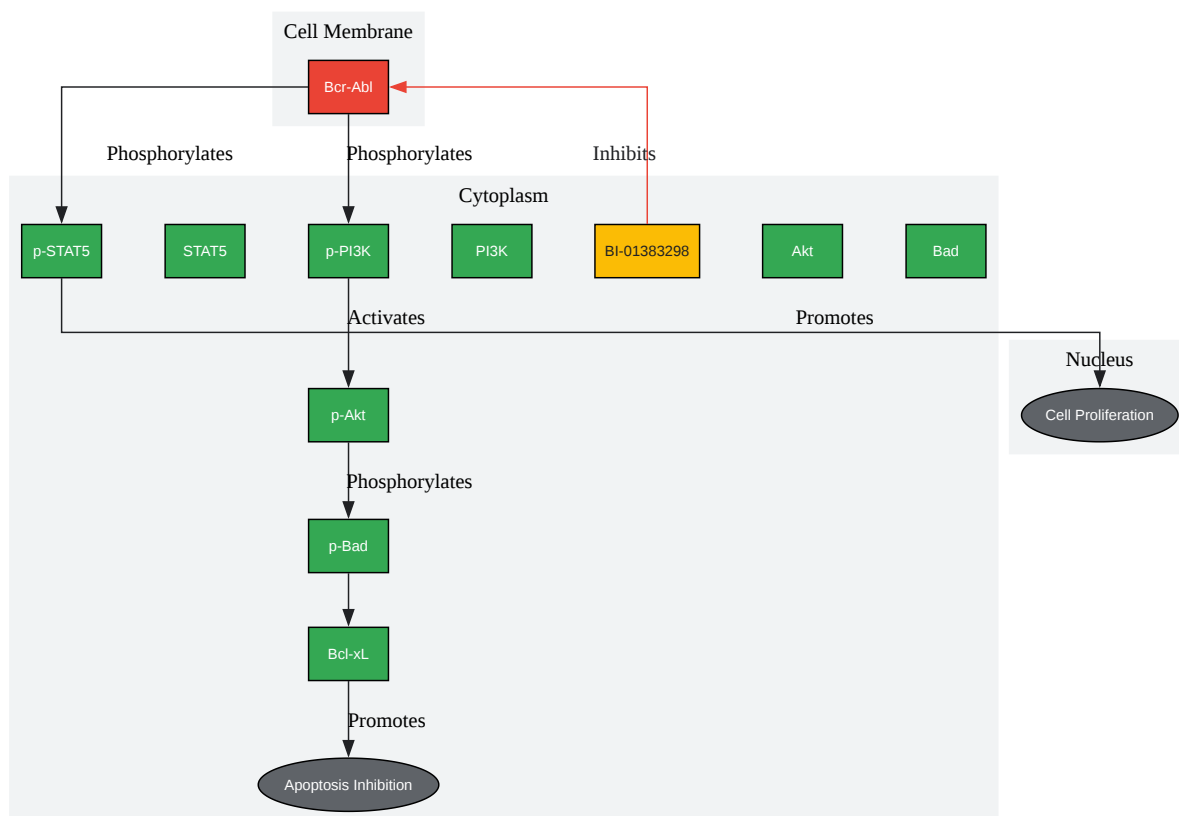 Cell Membrane
Bcr-Abl
Phosphorylates
Phosphorylates
Inhibits
Cytoplasm
p-STAT5
STAT5
p-PI3K
PI3K
BI-01383298
Akt
Bad
Activates
Promotes
Nucleus
p-Akt
Cell Proliferation
Phosphorylates
p-Bad
Bcl-xL
Promotes
Apoptosis Inhibition